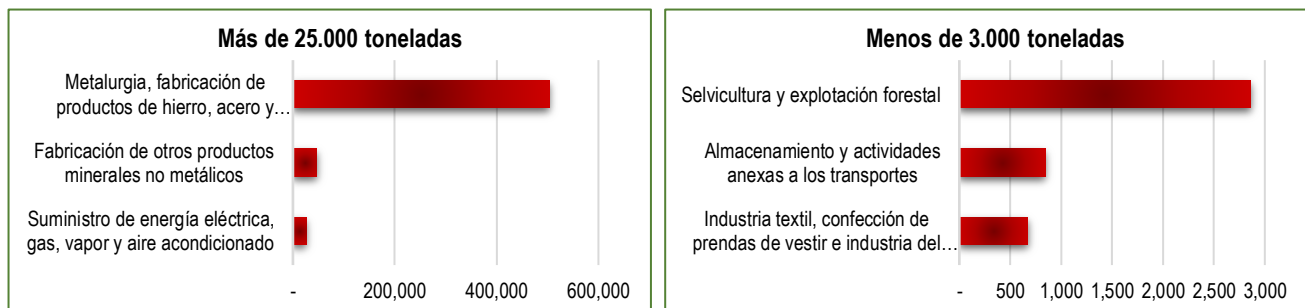 Más de 25.000 toneladas
Metalurgia, fabricación de
productos de hierro, acero y…
Fabricación de otros productos
minerales no metálicos
Suministro de energía eléctrica,
gas, vapor y aire acondicionado
- 200,000 400,000 600,000
Menos de 3.000 toneladas
Selvicultura y explotación forestal
Almacenamiento y actividades
anexas a los transportes
Industria textil, confección de
prendas de vestir e industria del…
- 500 1,000 1,500 2,000 2,500 3,000